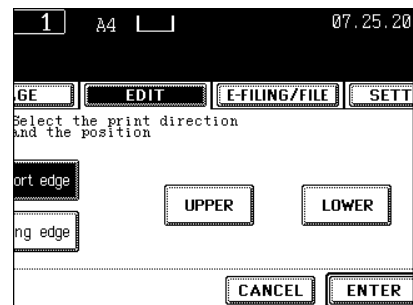 1 A4 07.25.20
.GE EDIT E-FILING/FILE SETT
Select the print direction
and the position
ort edge
UPPER LOWER
ng edge
CANCEL ENTER